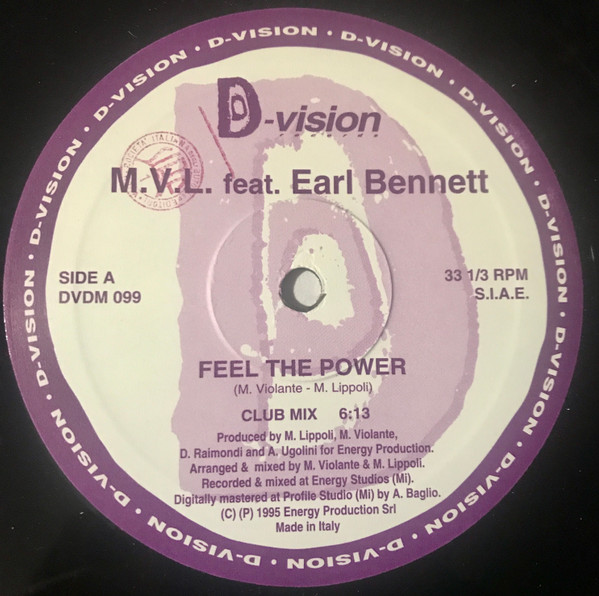 D-VISION • D-VISION • D-VISION • D-VISION • D-VISION • D-VISION • D-VISION • D-VISION • D-VISION • D-VISION • D-VISION • D-VISION •
D-vision
M.V.L. feat. Earl Bennett
SIDE A
DVDM 099
33 1/3 RPM
S.I.A.E.
FEEL THE POWER
(M. Violante - M. Lippoli)
CLUB MIX 6:13
Produced by M. Lippoli, M. Violante,
D. Raimondi and A. Ugolini for Energy Production.
Arranged & mixed by M. Violante & M. Lippoli.
Recorded & mixed at Energy Studios (Mi).
Digitally mastered at Profile Studio (Mi) by A. Baglio.
(C) (P) 1995 Energy Production Srl
Made in Italy